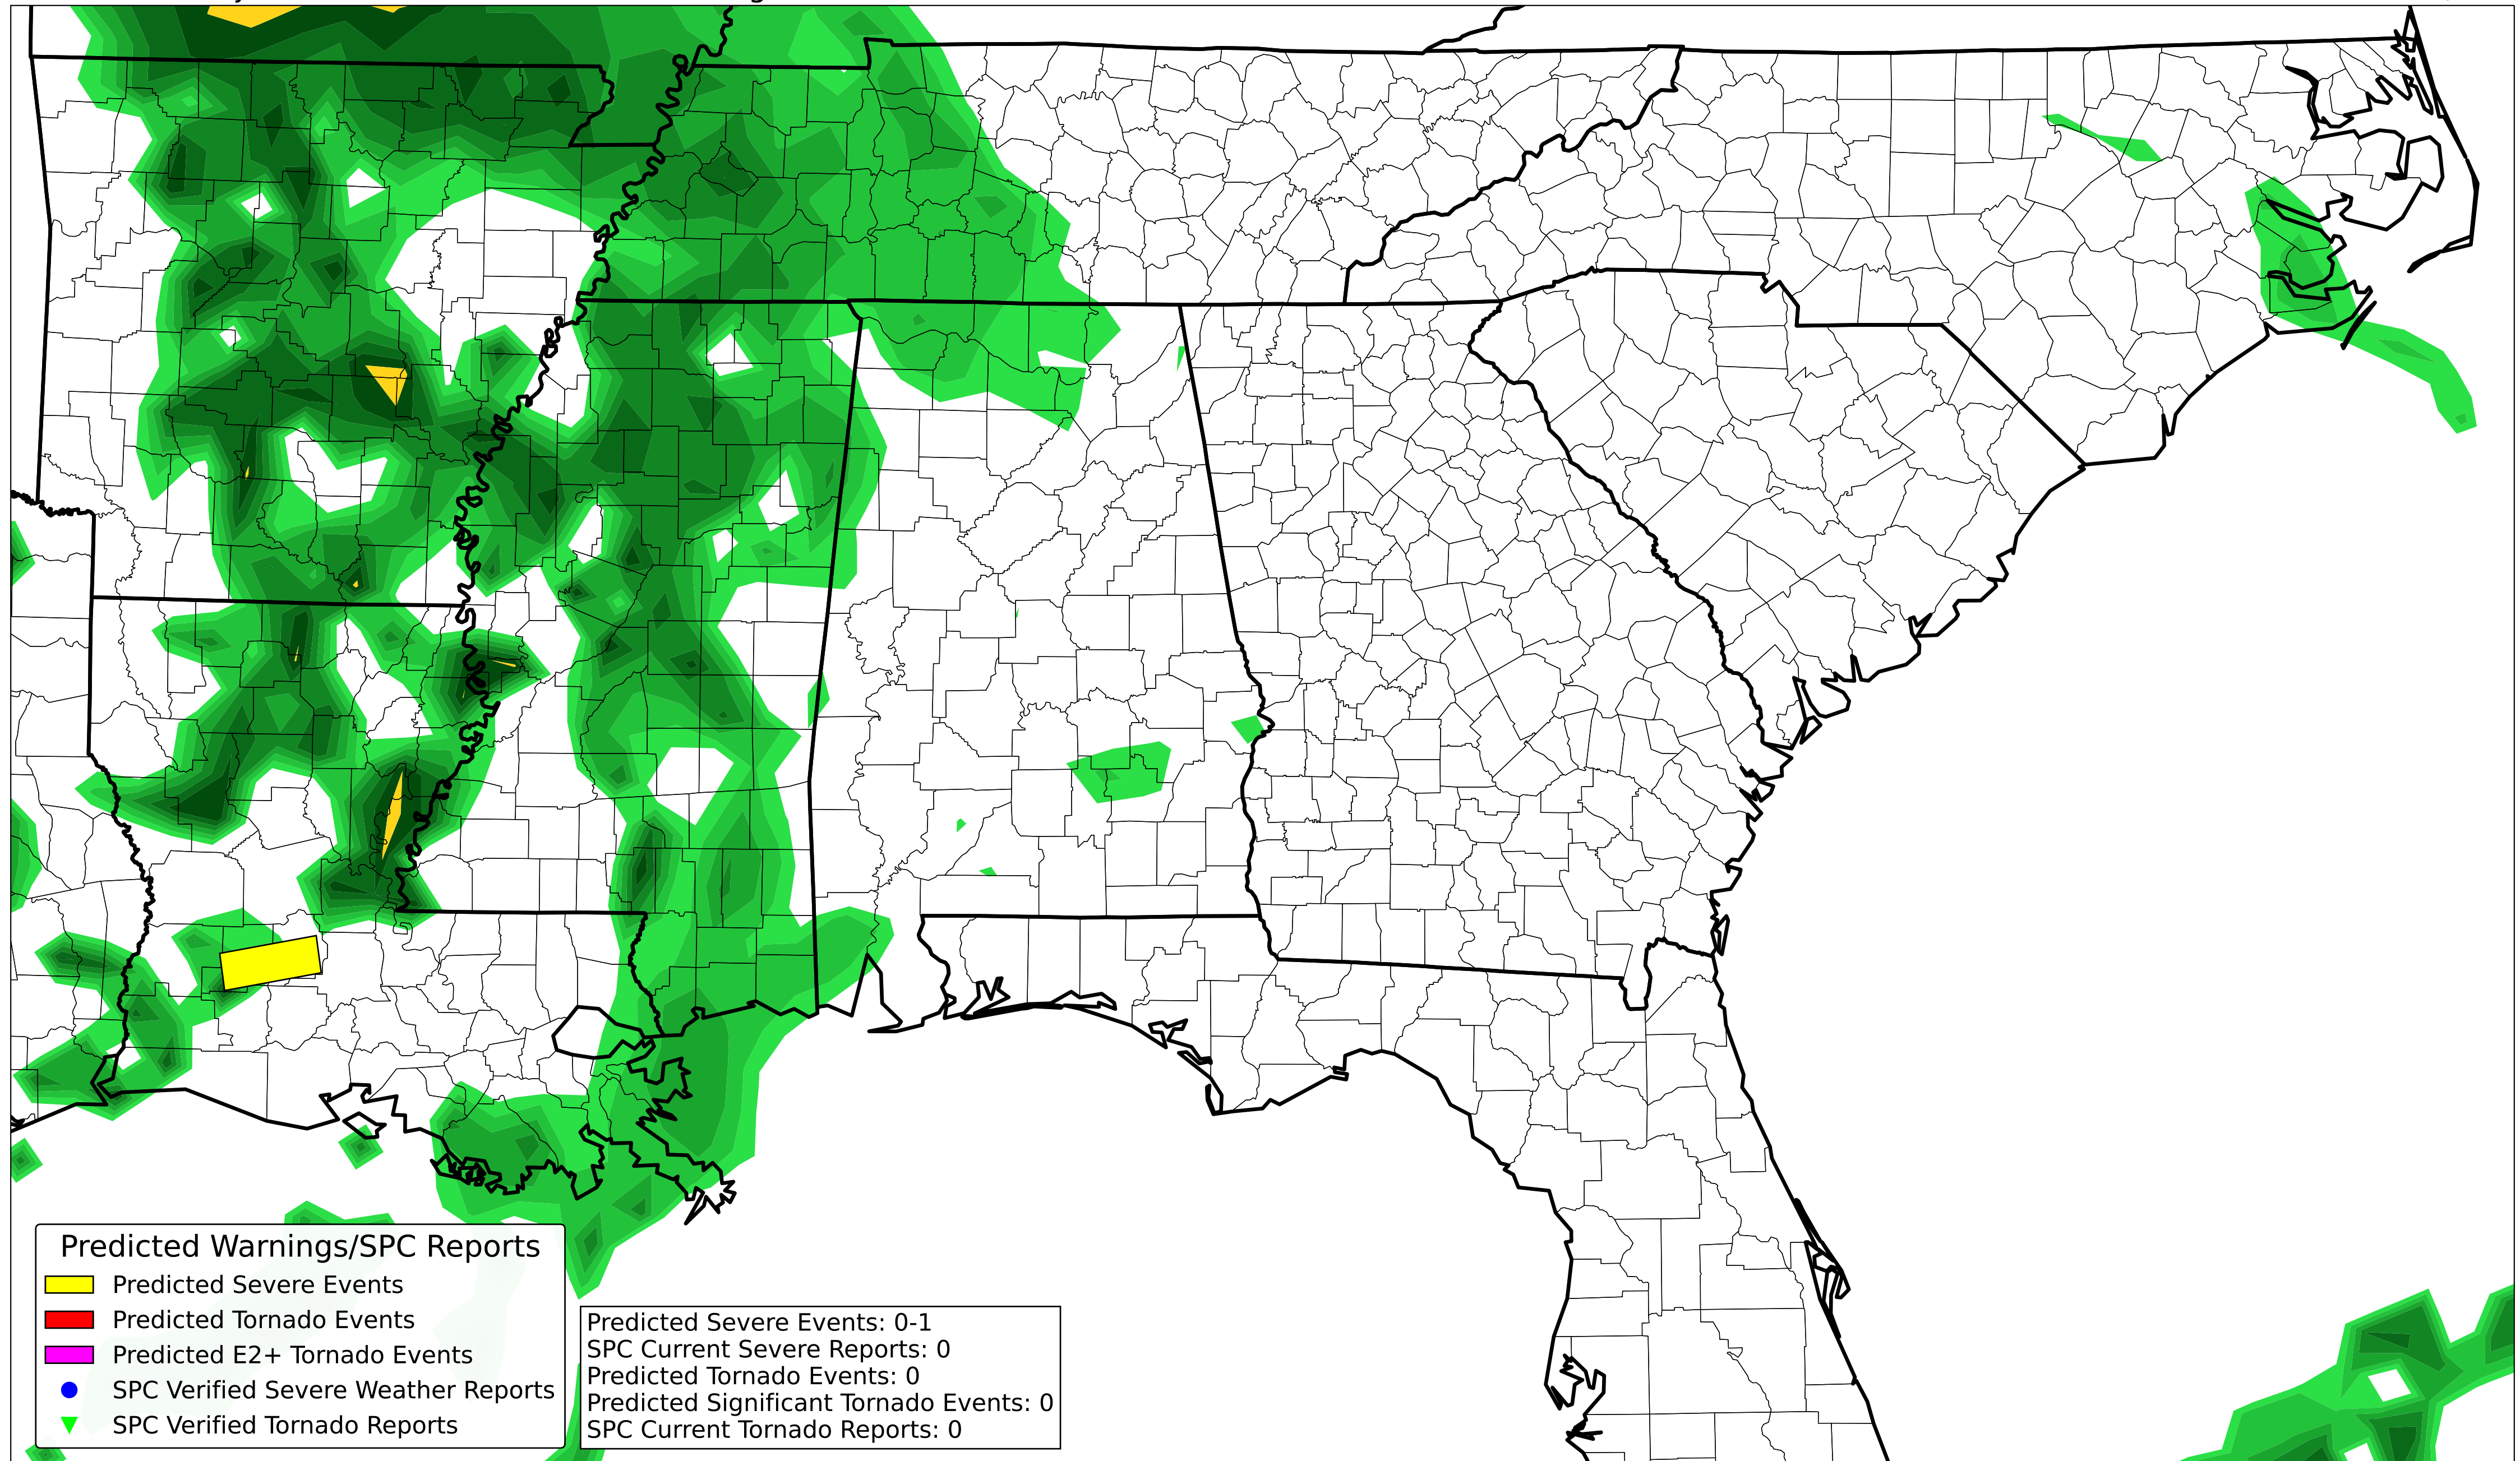 Predicted Warnings/SPC Reports
Predicted Severe Events
Predicted Tornado Events
Predicted E2+ Tornado Events
SPC Verified Severe Weather Reports
SPC Verified Tornado Reports
Predicted Severe Events: 0-1
SPC Current Severe Reports: 0
Predicted Tornado Events: 0
Predicted Significant Tornado Events: 0
SPC Current Tornado Reports: 0